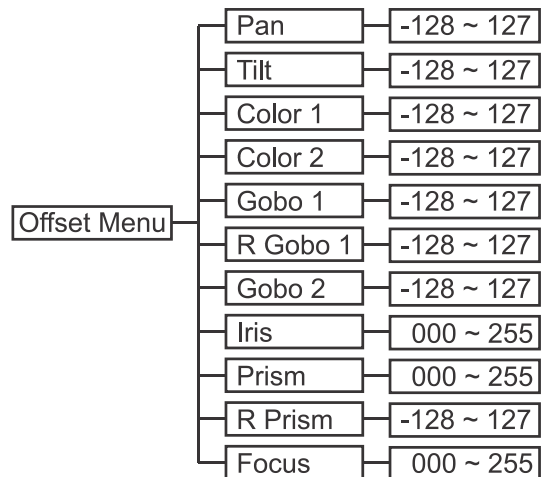 Pan -128 ~ 127
Tilt -128 ~ 127
Color 1 -128 ~ 127
Color 2 -128 ~ 127
Gobo 1 -128 ~ 127
Offset Menu
R Gobo 1 -128 ~ 127
Gobo 2 -128 ~ 127
Iris 000 ~ 255
Prism 000 ~ 255
R Prism -128 ~ 127
Focus 000 ~ 255